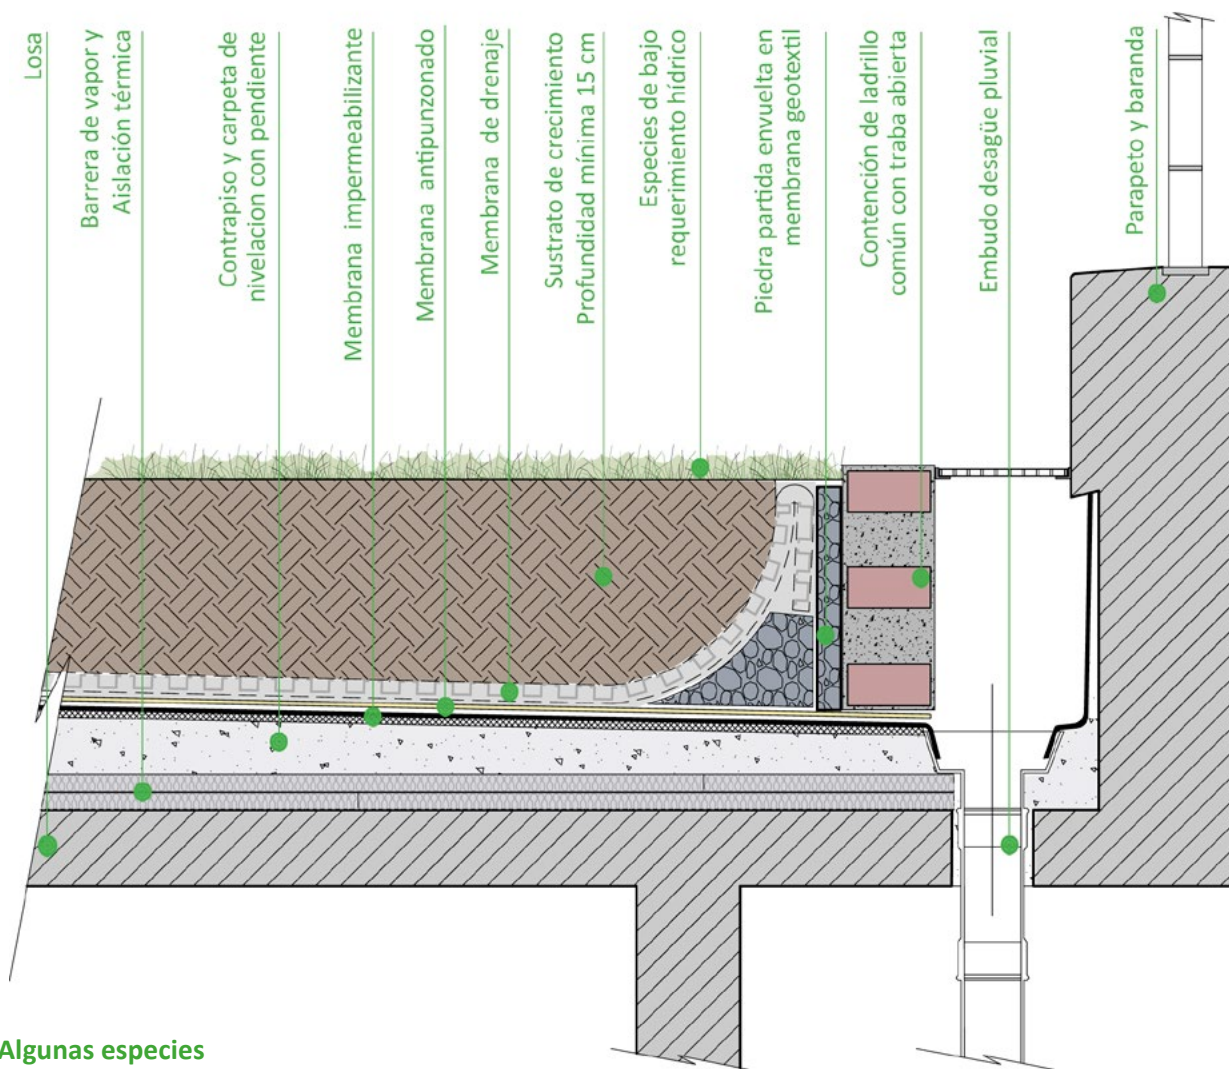 Losa
Barrera de vapor y
Aislación térmica
Contrapiso y carpeta de
nivelacion con pendiente
Membrana impermeabilizante
Membrana antipunzonado
Membrana de drenaje
Sustrato de crecimiento
Profundidad mínima 15 cm
Especies de bajo
requerimiento hídrico
Piedra partida envuelta en
membrana geotextil
Contención de ladrillo
común con traba abierta
Embudo desagüe pluvial
Parapeto y baranda
Algunas especies